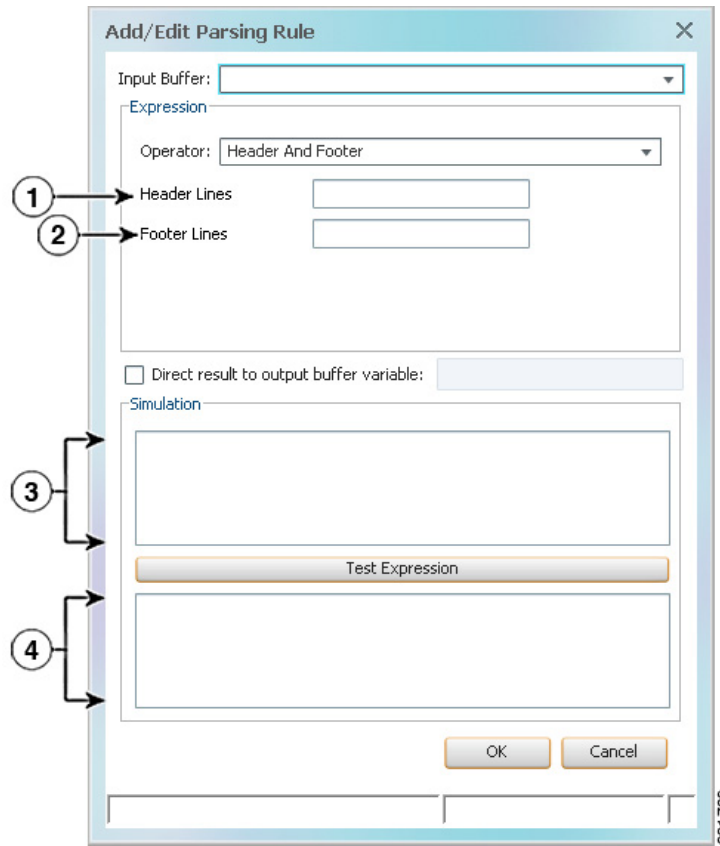 Add/Edit Parsing Rule
Input Buffer:
Expression
Operator: Header And Footer
1 Header Lines
2 Footer Lines
Direct result to output buffer variable:
Simulation
3
Test Expression
4
OK Cancel